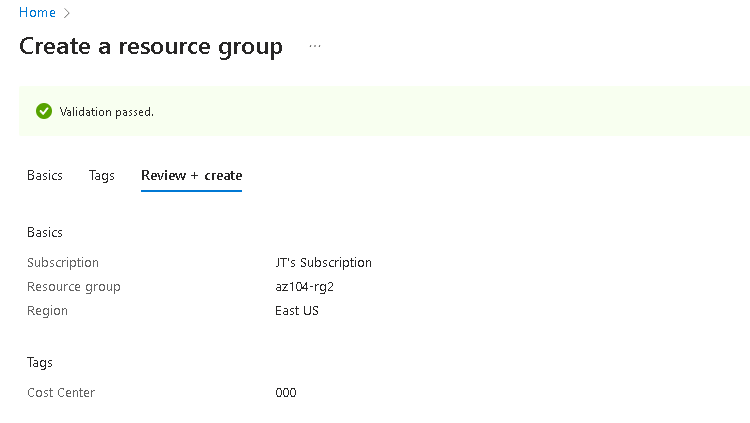 Home
Create a resource group ...
Validation passed.
Basics Tags Review + create
Basics
Subscription JT's Subscription
Resource group az104-rg2
Region East US
Tags
Cost Center 000